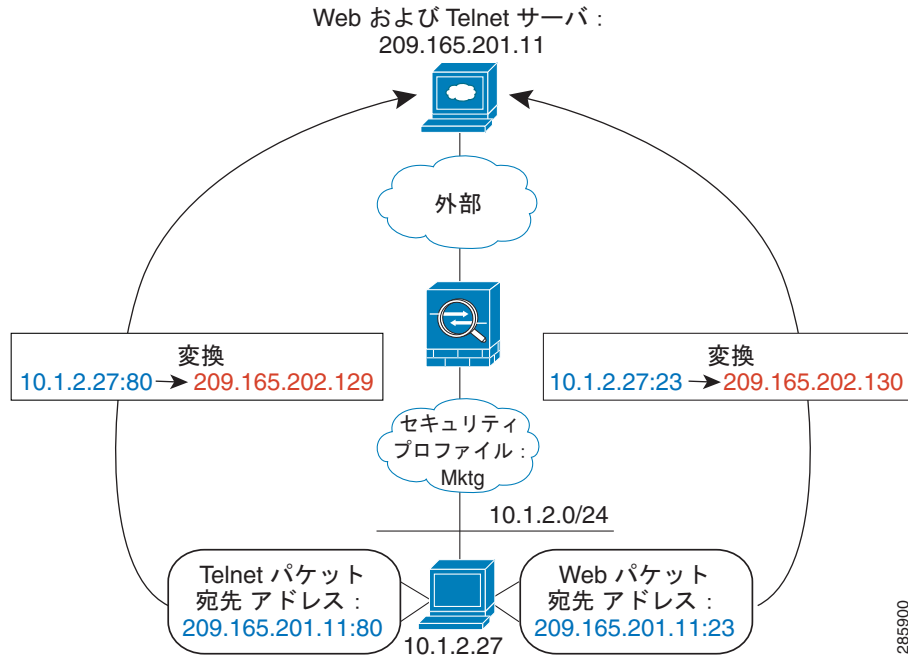 Web および Telnet サーバ：
209.165.201.11
外部
変換
10.1.2.27:80 → 209.165.202.129
変換
10.1.2.27:23 → 209.165.202.130
セキュリティ
プロファイル：
Mktg
10.1.2.0/24
Telnet パケット
宛先 アドレス：
209.165.201.11:80
Web パケット
宛先 アドレス：
209.165.201.11:23
10.1.2.27
285900